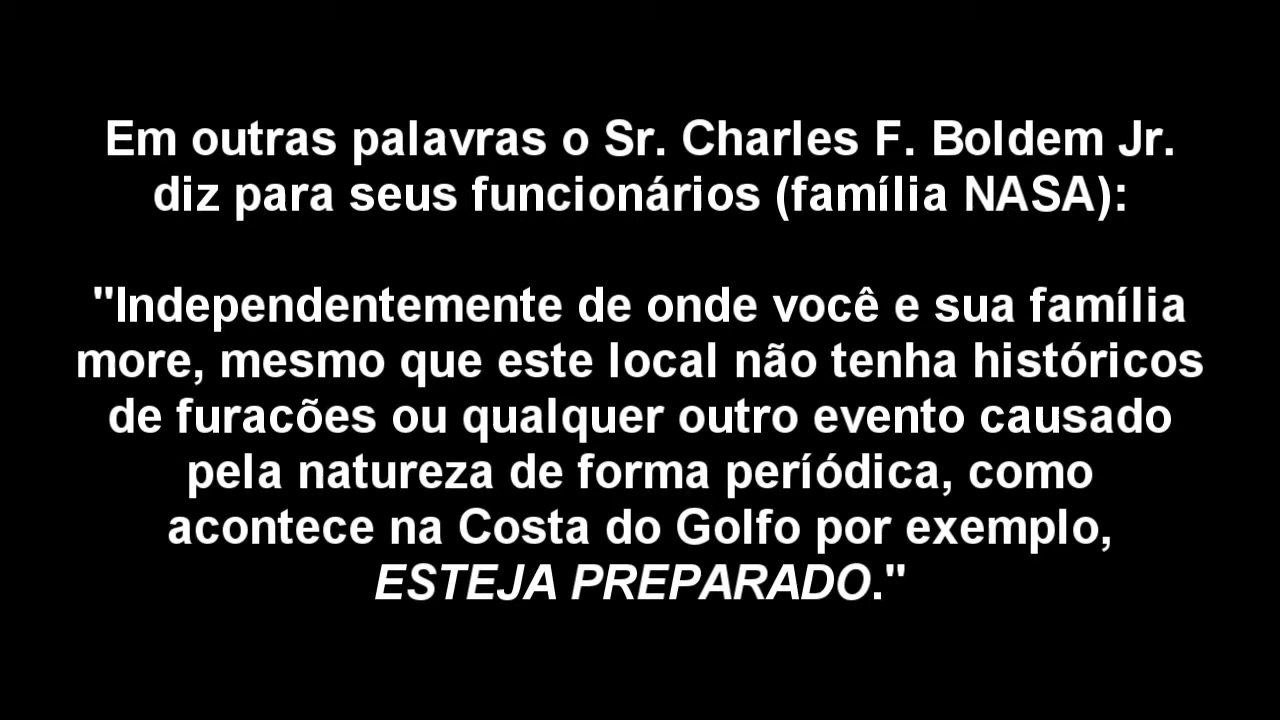 Em outras palavras o Sr. Charles F. Boldem Jr.
diz para seus funcionários (família NASA):
"Independentemente de onde você e sua família
more, mesmo que este local não tenha históricos
de furacões ou qualquer outro evento causado
pela natureza de forma períódica, como
acontece na Costa do Golfo por exemplo,
ESTEJA PREPARADO."